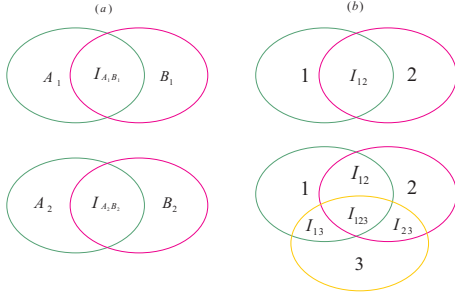 (a)
A₁ I_{A₁B₁} B₁
A₂ I_{A₂B₂} B₂
(b)
1 I₁₂ 2
1 I₁₂ 2
I₁₃ I₁₂₃ I₂₃
3